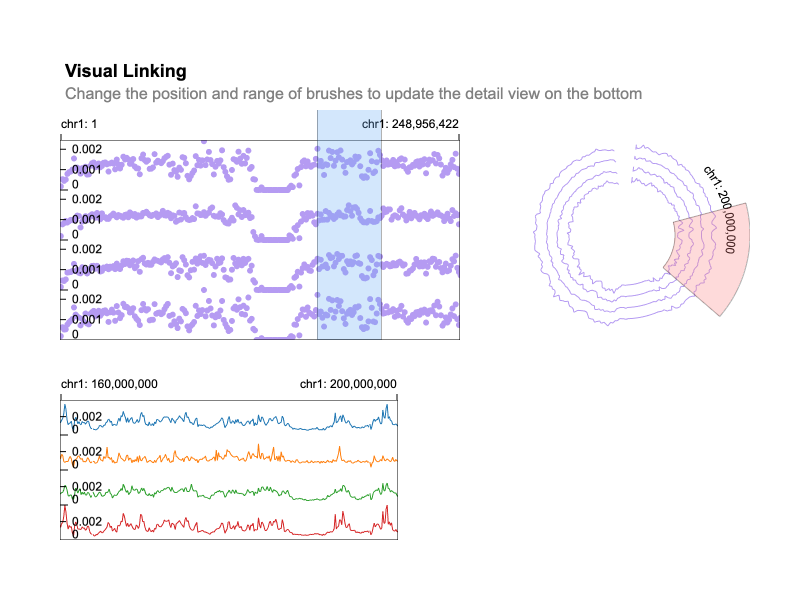 Visual Linking
Change the position and range of brushes to update the detail view on the bottom
chr1: 1
chr1: 248,956,422
0.002
0.001
0
0.002
0.001
0
0.002
0.001
0
0.002
0.001
0
chr1: 200,000,000
chr1: 160,000,000
chr1: 200,000,000
0.002
0
0.002
0
0.002
0
0.002
0